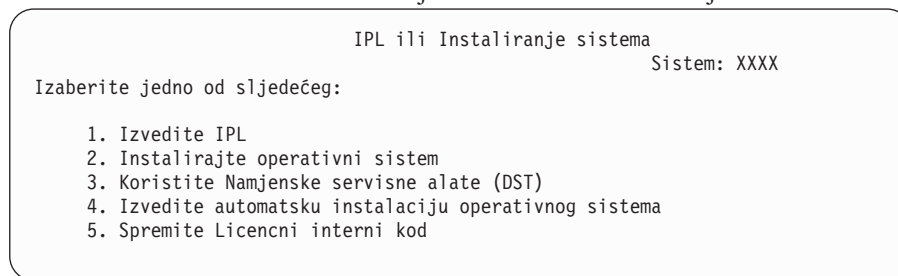 IPL ili Instaliranje sistema
Sistem: XXXX
Izaberite jedno od sljedećeg:
1. Izvedite IPL
2. Instalirajte operativni sistem
3. Koristite Namjenske servisne alate (DST)
4. Izvedite automatsku instalaciju operativnog sistema
5. Spremite Licencni interni kod